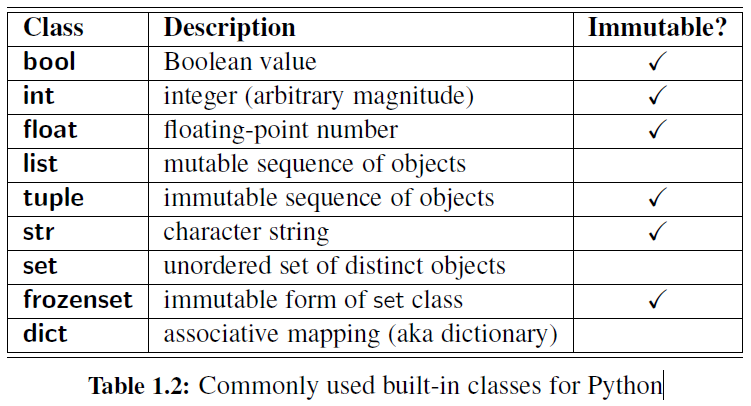 Class Description Immutable?
bool Boolean value ✓
int integer (arbitrary magnitude) ✓
float floating-point number ✓
list mutable sequence of objects
tuple immutable sequence of objects ✓
str character string ✓
set unordered set of distinct objects
frozenset immutable form of set class ✓
dict associative mapping (aka dictionary)
Table 1.2: Commonly used built-in classes for Python